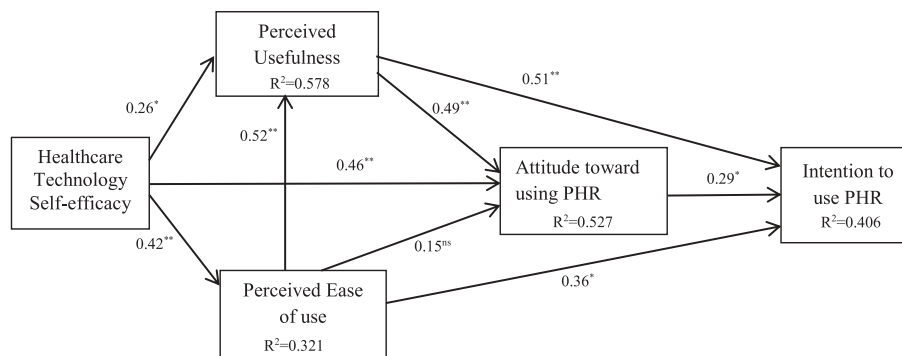 Perceived
Usefulness
R²=0.578
0.51**
0.26*
0.49**
0.52**
Healthcare
Technology
Self-efficacy
0.46**
Attitude toward
using PHR
R²=0.527
0.29*
Intention to
use PHR
R²=0.406
0.42**
0.15ns
Perceived Ease
of use
R²=0.321
0.36*